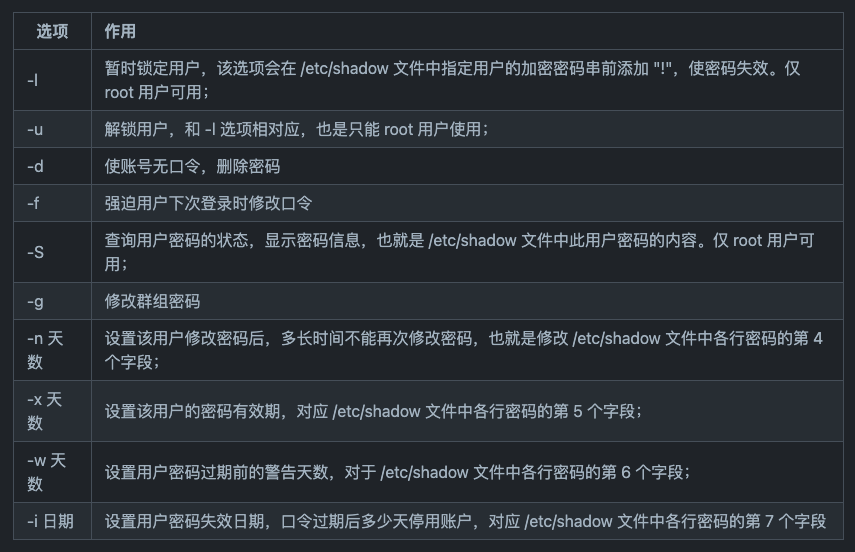 选项 作用
-l 暂时锁定用户，该选项会在 /etc/shadow 文件中指定用户的加密密码串前添加 "!"，使密码失效。仅
root 用户可用；
-u 解锁用户，和 -l 选项相对应，也是只能 root 用户使用；
-d 使账号无口令，删除密码
-f 强迫用户下次登录时修改口令
-S 查询用户密码的状态，显示密码信息，也就是 /etc/shadow 文件中此用户密码的内容。仅 root 用户可
用；
-g 修改群组密码
-n 天
数
设置该用户修改密码后，多长时间不能再次修改密码，也就是修改 /etc/shadow 文件中各行密码的第 4
个字段；
-x 天
数
设置该用户的密码有效期，对应 /etc/shadow 文件中各行密码的第 5 个字段；
-w 天
数
设置用户密码过期前的警告天数，对于 /etc/shadow 文件中各行密码的第 6 个字段；
-i 日期 设置用户密码失效日期，口令过期后多少天停用账户，对应 /etc/shadow 文件中各行密码的第 7 个字段